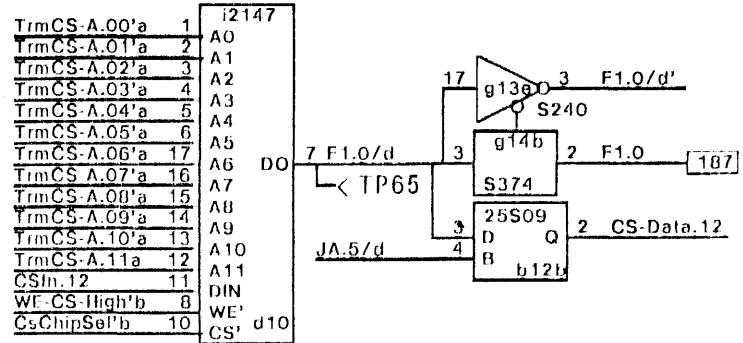 i2147
TrmCS-A.00'a 1 A0
TrmCS-A.01'a 2 A1
TrmCS-A.02'a 3 A2
TrmCS-A.03'a 4 A3
TrmCS-A.04'a 5 A4
TrmCS-A.05'a 6 A5
TrmCS-A.06'a 17 A6
TrmCS-A.07'a 16 A7
TrmCS-A.08'a 15 A8
TrmCS-A.09'a 14 A9
TrmCS-A.10'a 13 A10
TrmCS-A.11a 12 A11
CSIn.12 11 DIN
WE-CS-High'b 8 WE'
CsChipSel'b 10 CS'
d10
DO 7 F1.0/d
< TP65
17 g13e 3 F1.0/d'
S240
g14b
3 2 F1.0 187
S374
25S09
3 D Q 2 CS-Data.12
JA.5/d 4 B
b12b